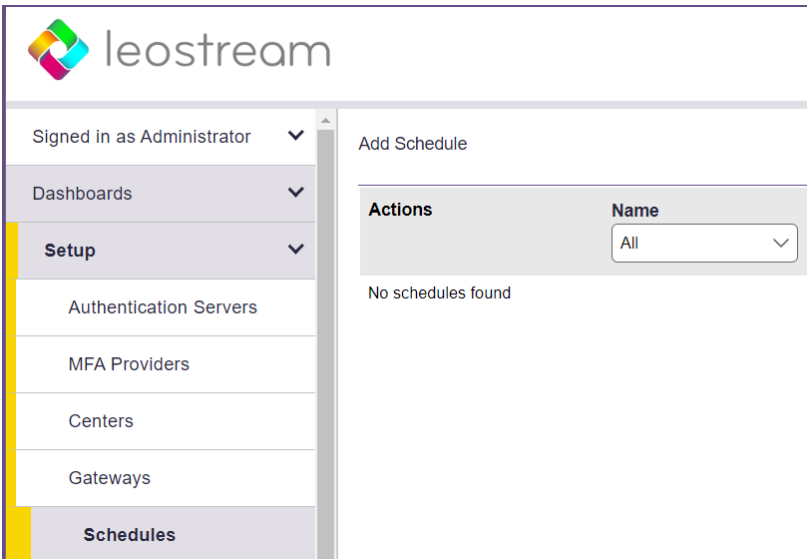 leostream
Signed in as Administrator
Dashboards
Setup
Authentication Servers
MFA Providers
Centers
Gateways
Schedules
Add Schedule
Actions Name
All
No schedules found